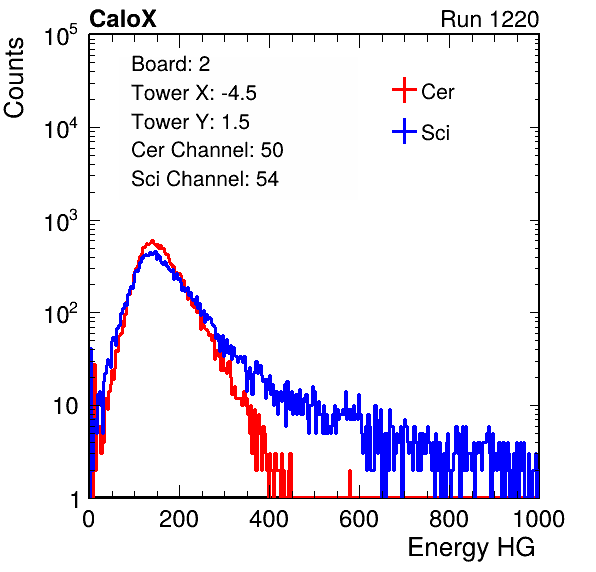 CaloX Run 1220
Counts
10^5
10^4
10^3
10^2
10
1
Board: 2
Tower X: -4.5
Tower Y: 1.5
Cer Channel: 50
Sci Channel: 54
Cer
Sci
0 200 400 600 800 1000
Energy HG